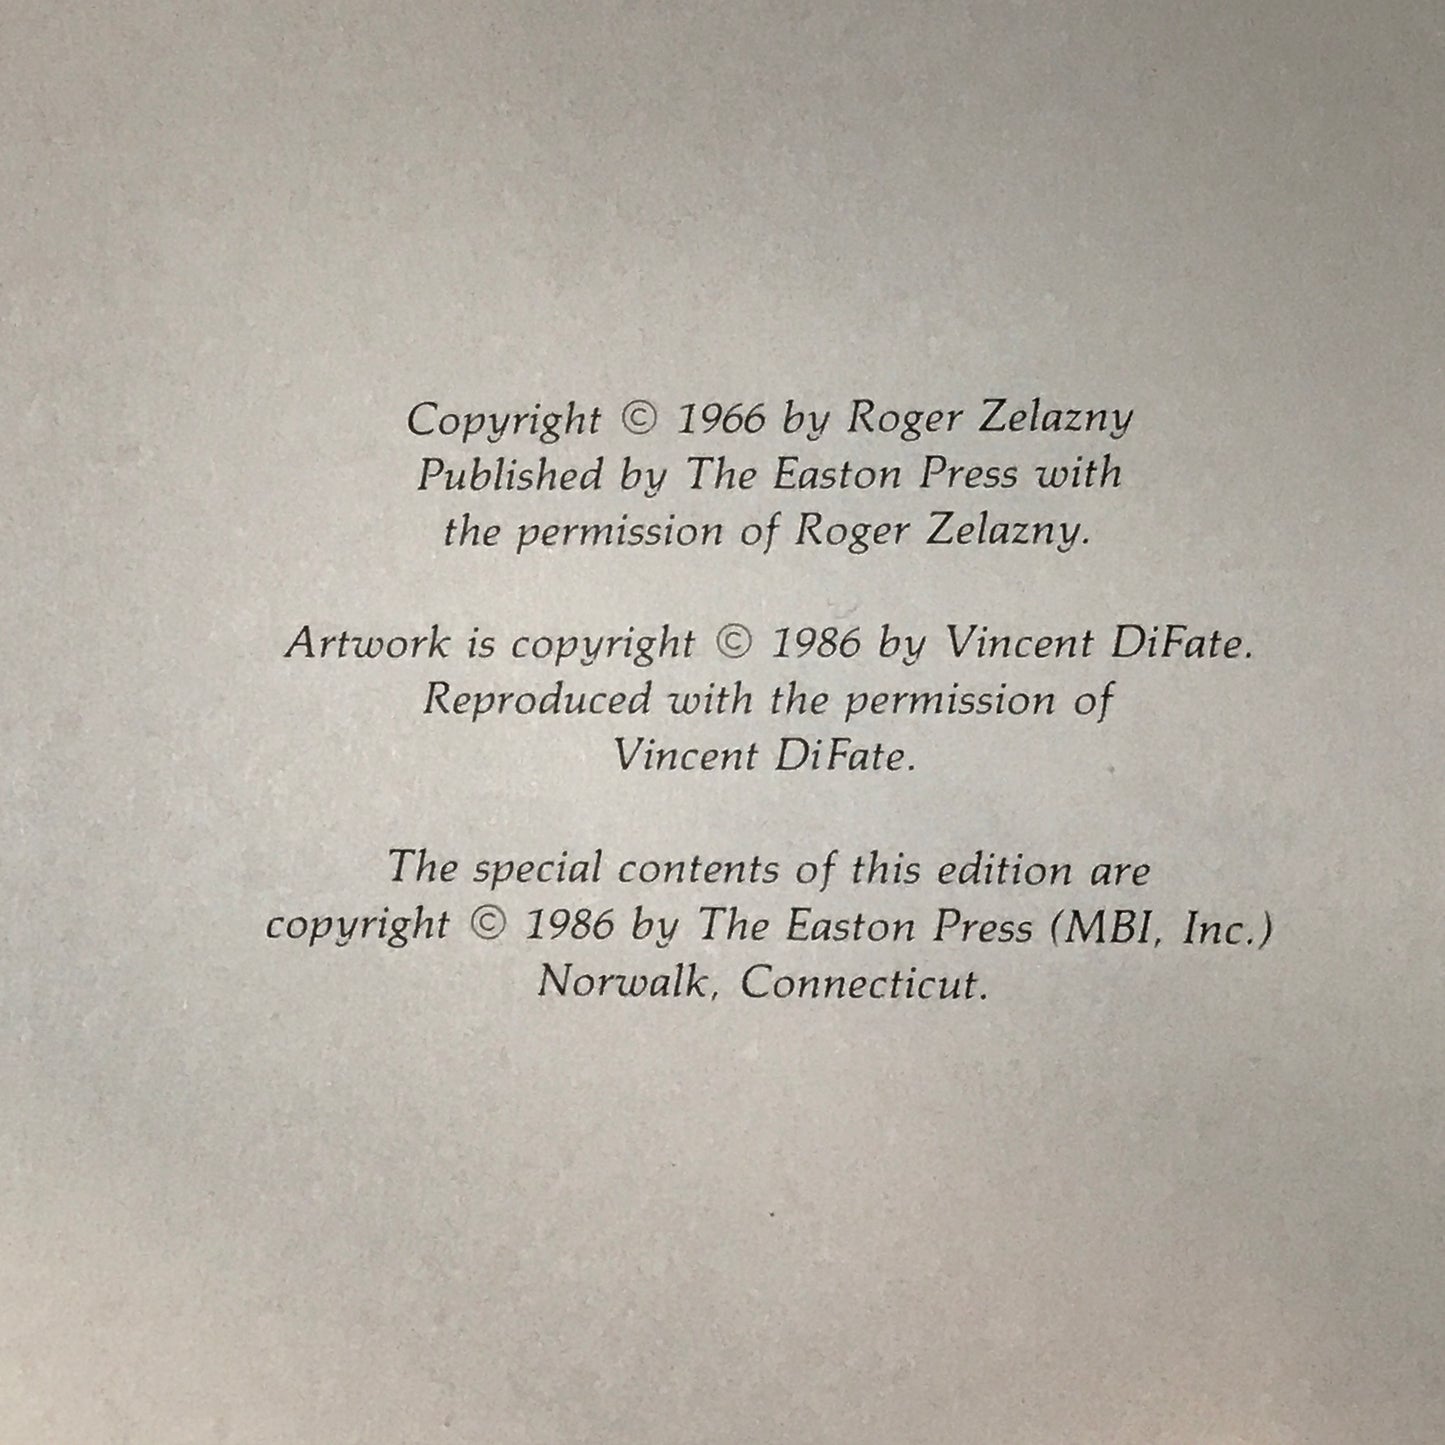 Copyright © 1966 by Roger Zelazny
Published by The Easton Press with
the permission of Roger Zelazny.
Artwork is copyright © 1986 by Vincent DiFate.
Reproduced with the permission of
Vincent DiFate.
The special contents of this edition are
copyright © 1986 by The Easton Press (MBI, Inc.)
Norwalk, Connecticut.